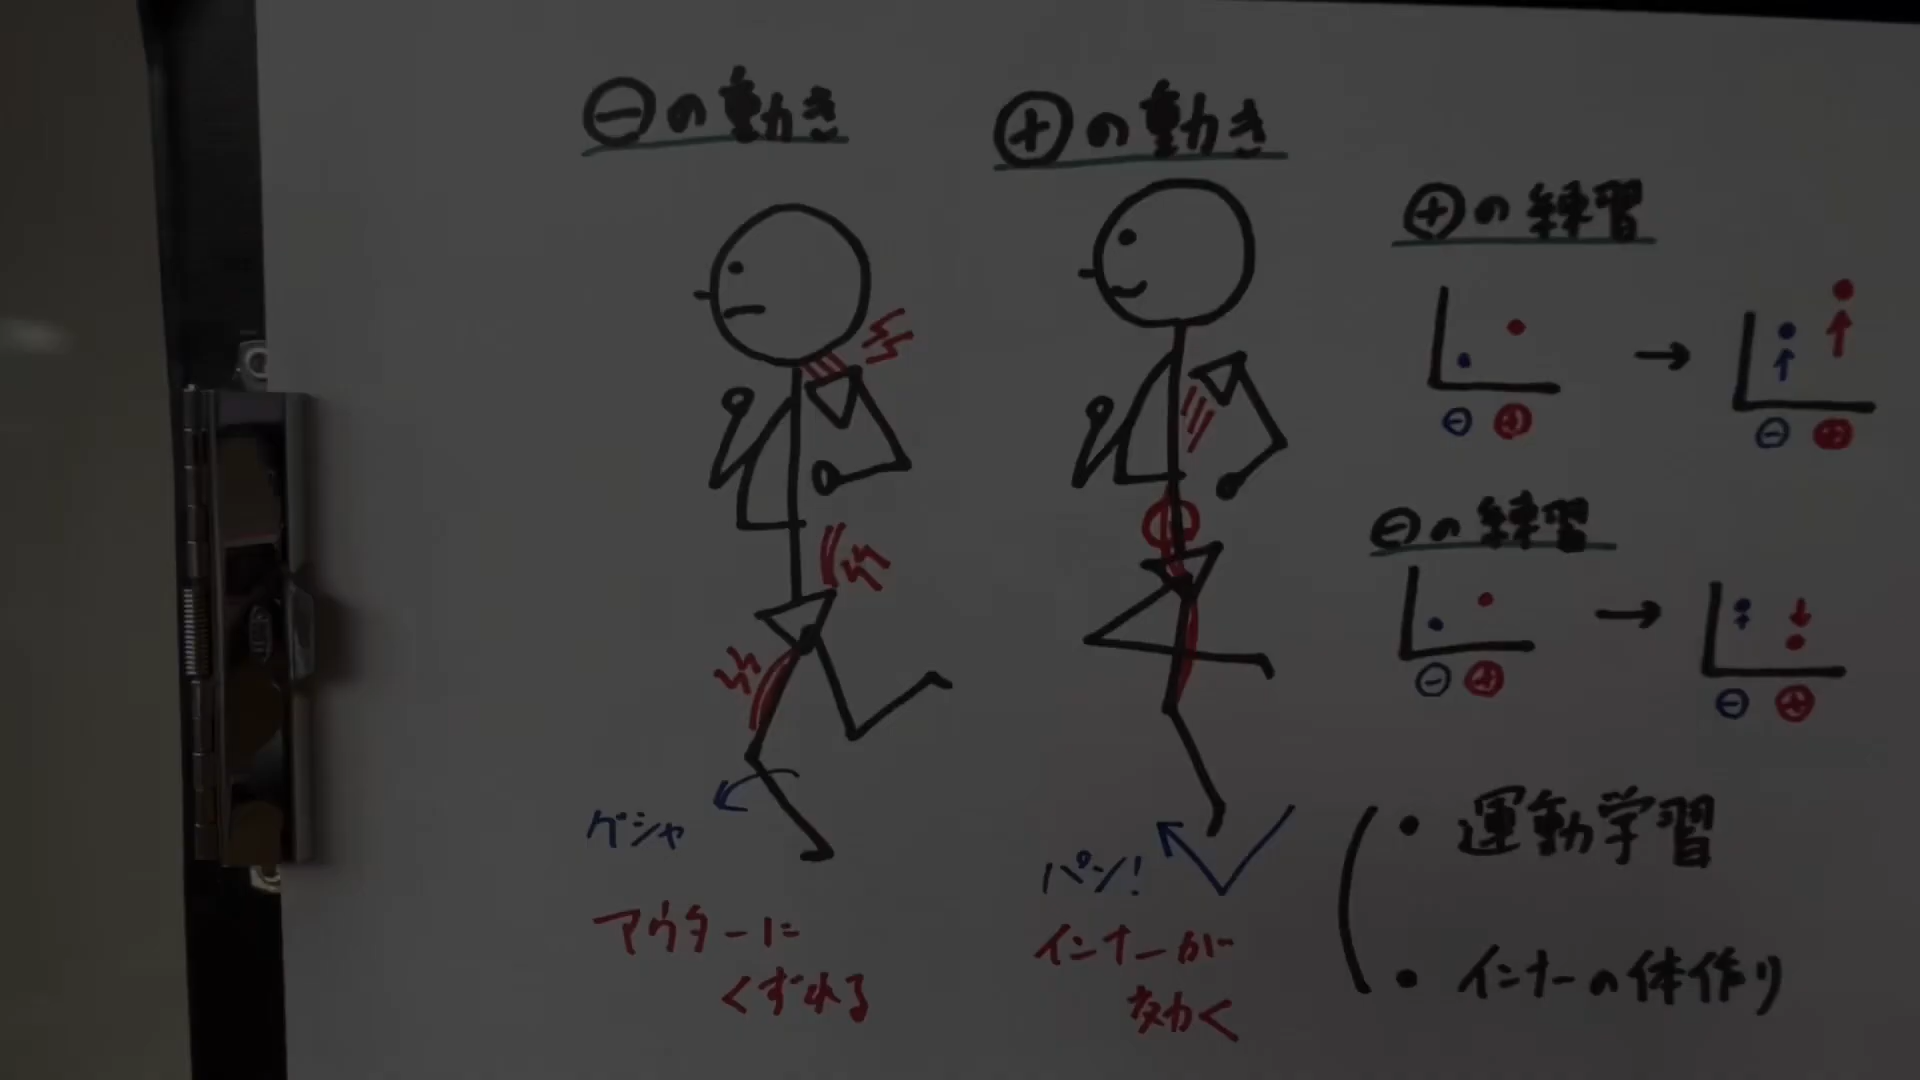 ⊖の動き
⊕の動き
グシャ
アウターに
くずれる
パン!
インナーが
効く
⊕の練習
⊖ ⊕
⊖ ⊕
⊖の練習
⊖ ⊕
⊖ ⊕
・運動学習
・インナーの体作り